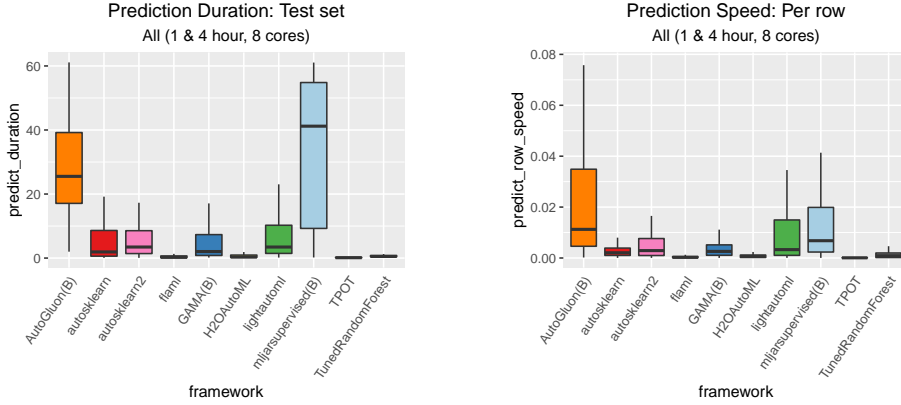 Prediction Duration: Test set
All (1 & 4 hour, 8 cores)
predict_duration
60
40
20
0
AutoGluon(B)
autosklearn
autosklearn2
flaml
GAMA(B)
H2OAutoML
lightautoml
mljarsupervised(B)
TPOT
TunedRandomForest
framework
Prediction Speed: Per row
All (1 & 4 hour, 8 cores)
predict_row_speed
0.08
0.06
0.04
0.02
0.00
AutoGluon(B)
autosklearn
autosklearn2
flaml
GAMA(B)
H2OAutoML
lightautoml
mljarsupervised(B)
TPOT
TunedRandomForest
framework